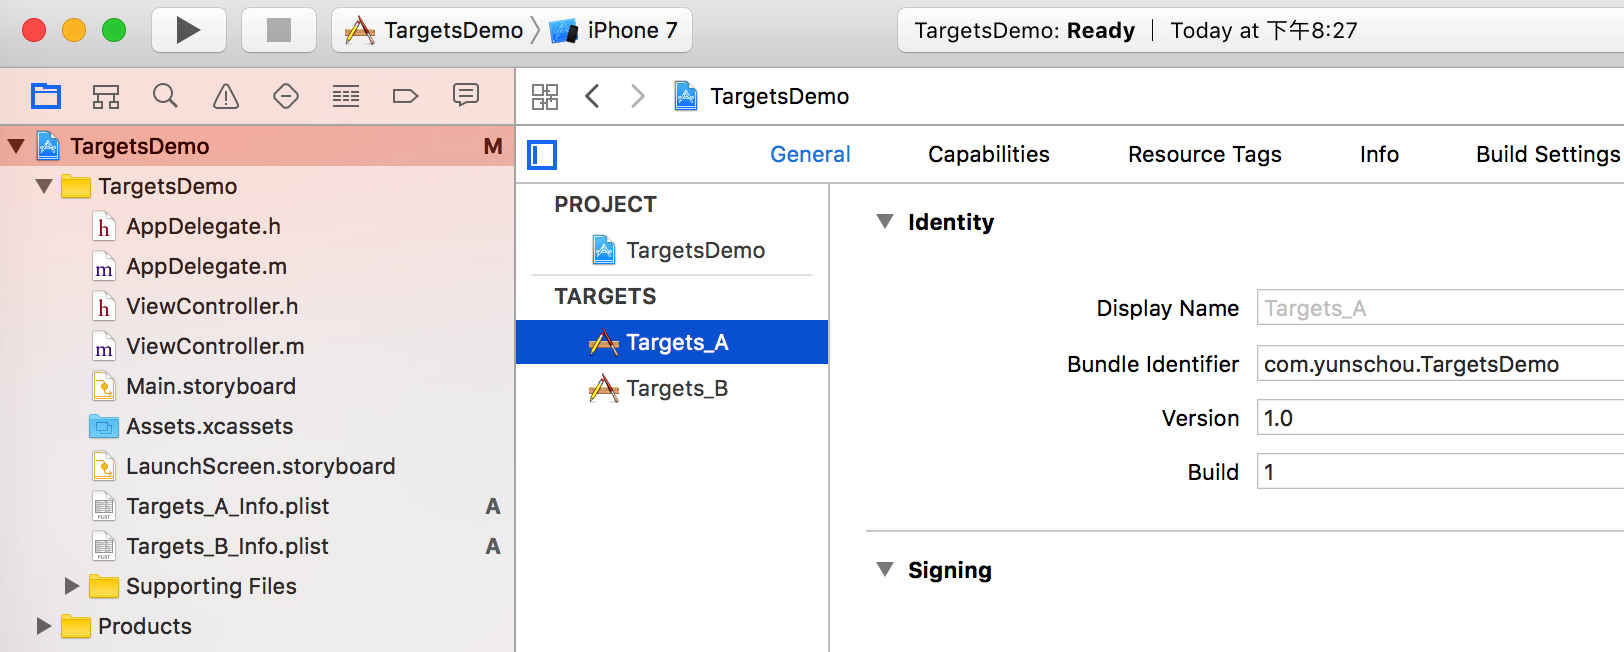 TargetsDemo iPhone 7
TargetsDemo: Ready Today at 下午8:27
TargetsDemo
TargetsDemo M
TargetsDemo
h AppDelegate.h
m AppDelegate.m
h ViewController.h
m ViewController.m
Main.storyboard
Assets.xcassets
LaunchScreen.storyboard
PLIST Targets_A_Info.plist A
PLIST Targets_B_Info.plist A
Supporting Files
Products
General Capabilities Resource Tags Info Build Settings
PROJECT
TargetsDemo
TARGETS
Targets_A
Targets_B
Identity
Display Name Targets_A
Bundle Identifier com.yunschou.TargetsDemo
Version 1.0
Build 1
Signing